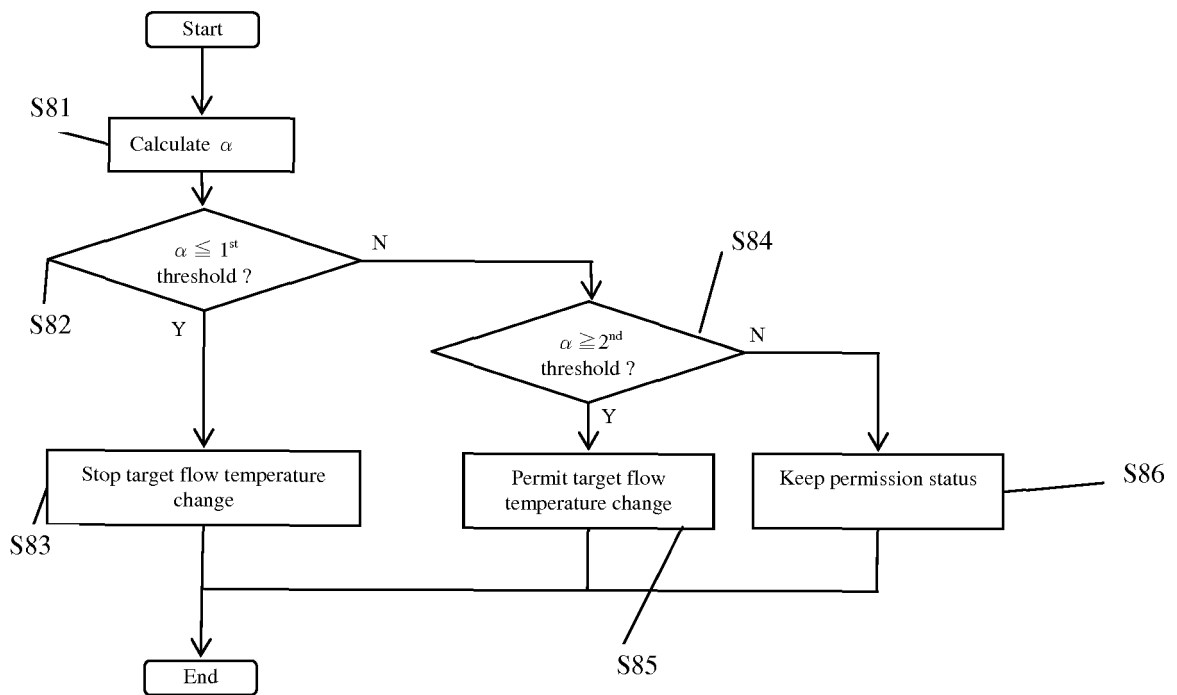 Start
S81
Calculate α
α ≦ 1st
threshold ?
N
S82
Y
S84
α ≧2nd
threshold ?
N
Y
Stop target flow temperature
change
Permit target flow
temperature change
Keep permission status
S86
S83
S85
End